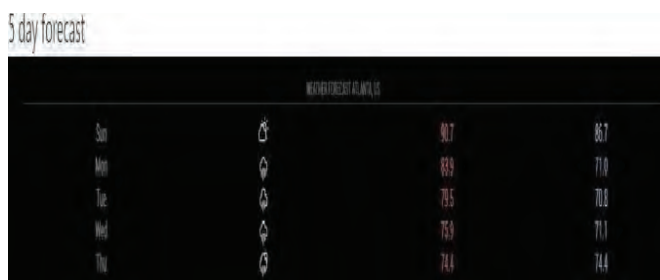 5 day forecast
WEATHER FORECAST ATLANTA, US
Sun 90.7 86.7
Mon 83.9 71.0
Tue 79.5 70.8
Wed 75.9 71.1
Thu 74.4 74.4